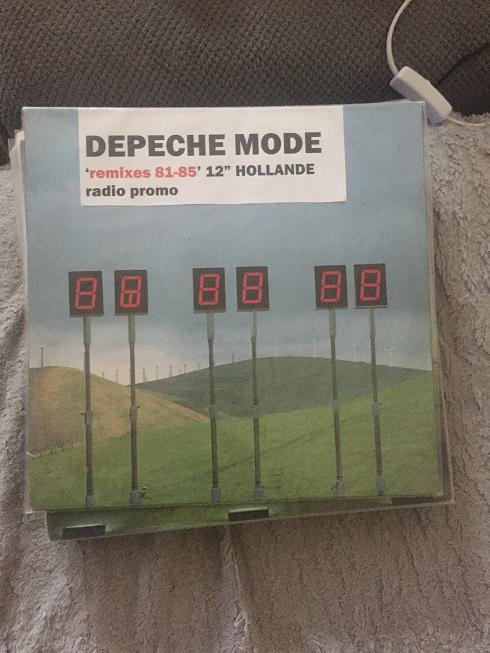 DEPECHE MODE
‘remixes 81-85’ 12” HOLLANDE
radio promo